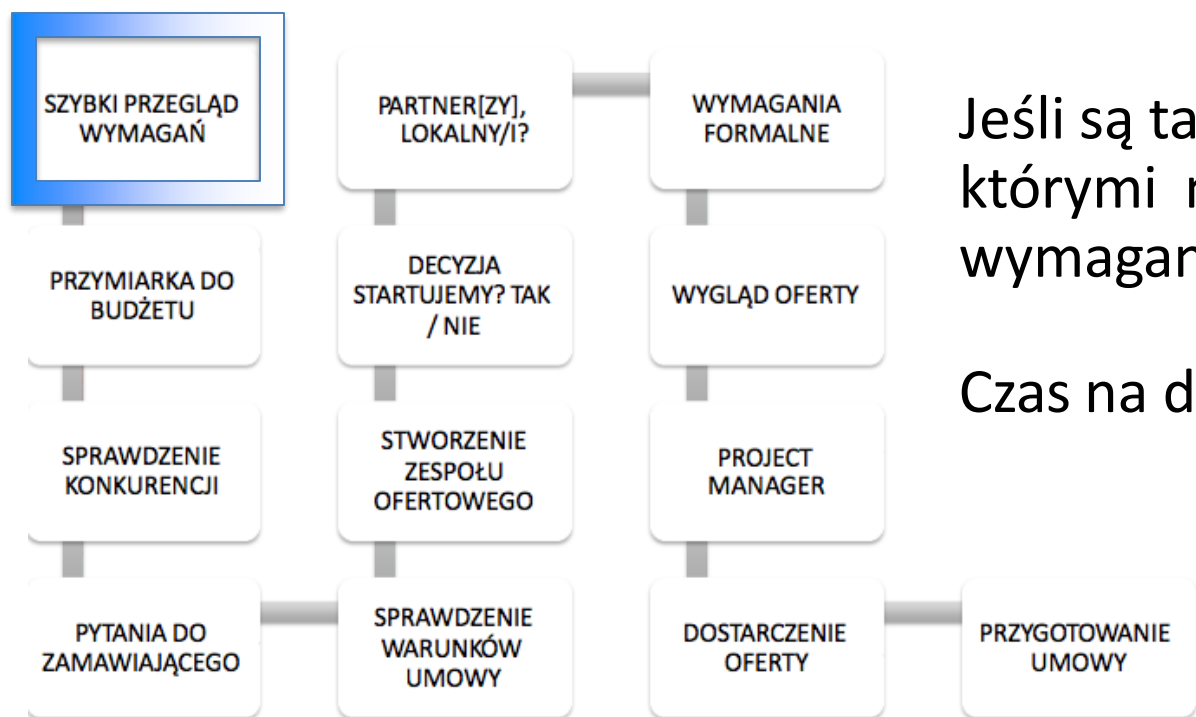 SZYBKI PRZEGLĄD
WYMAGAŃ
PRZYMIARKA DO
BUDŻETU
SPRAWDZENIE
KONKURENCJI
PYTANIA DO
ZAMAWIAJĄCEGO
SPRAWDZENIE
WARUNKÓW
UMOWY
STWORZENIE
ZESPOŁU
OFERTOWEGO
DECYZJA
STARTUJEMY? TAK
/ NIE
PARTNER[ZY],
LOKALNY/I?
WYMAGANIA
FORMALNE
WYGLĄD OFERTY
PROJECT
MANAGER
DOSTARCZENIE
OFERTY
PRZYGOTOWANIE
UMOWY
Jeśli są
którymi
Czas na